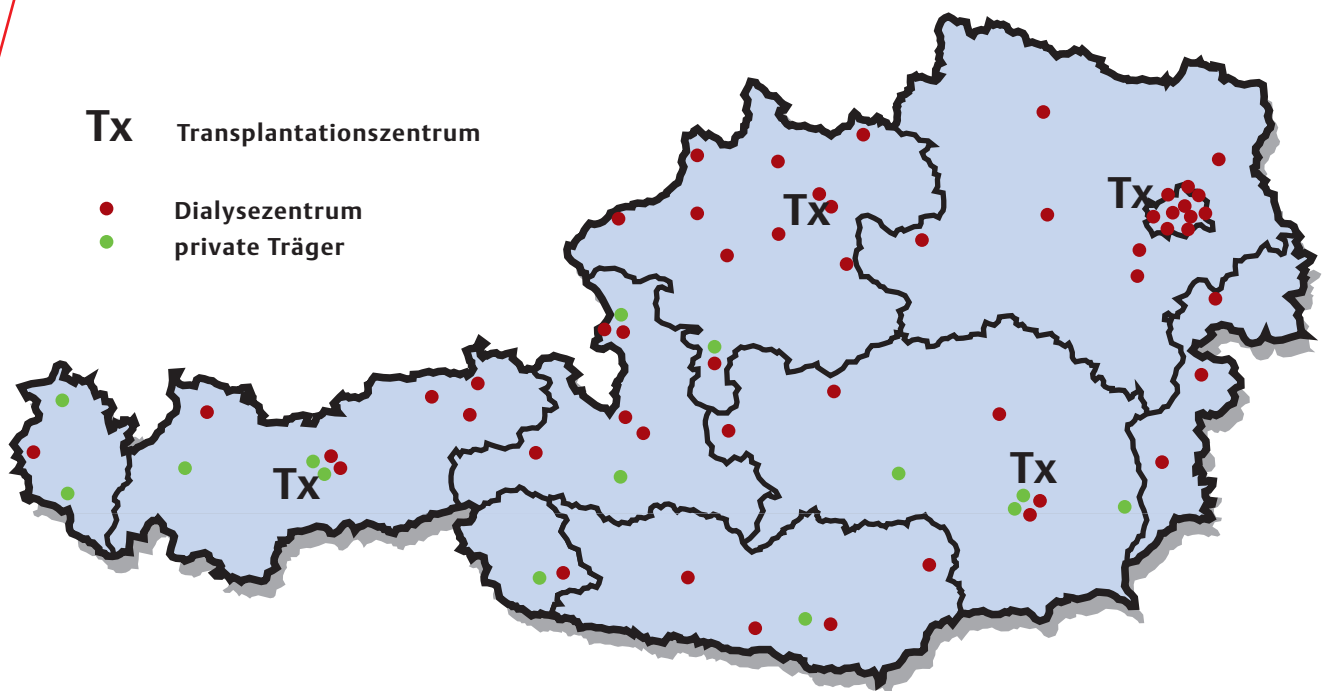 Tx Transplantationszentrum
Dialysezentrum
private Träger
Tx
Tx
Tx
Tx